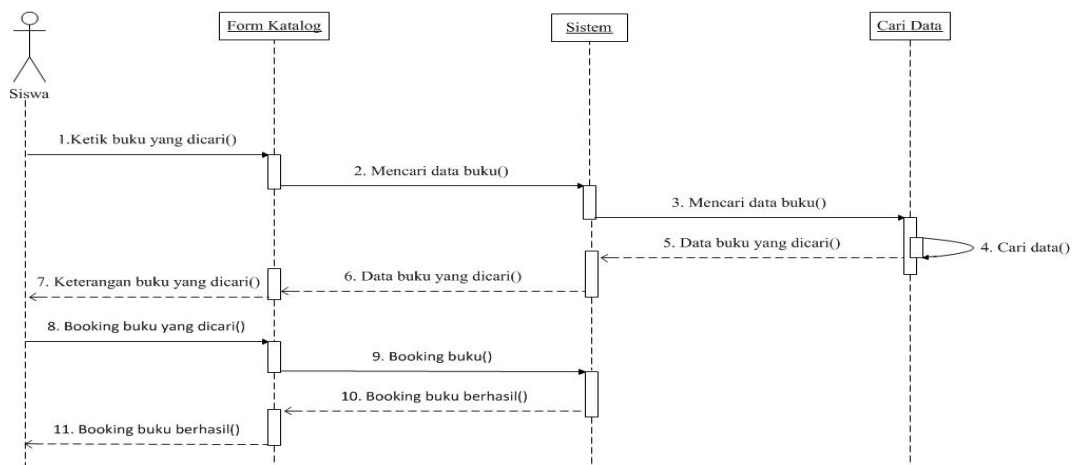 Form Katalog
Sistem
Cari Data
Siswa
1.Ketik buku yang dicari()
2. Mencari data buku()
3. Mencari data buku()
4. Cari data()
5. Data buku yang dicari()
6. Data buku yang dicari()
7. Keterangan buku yang dicari()
8. Booking buku yang dicari()
9. Booking buku()
10. Booking buku berhasil()
11. Booking buku berhasil()